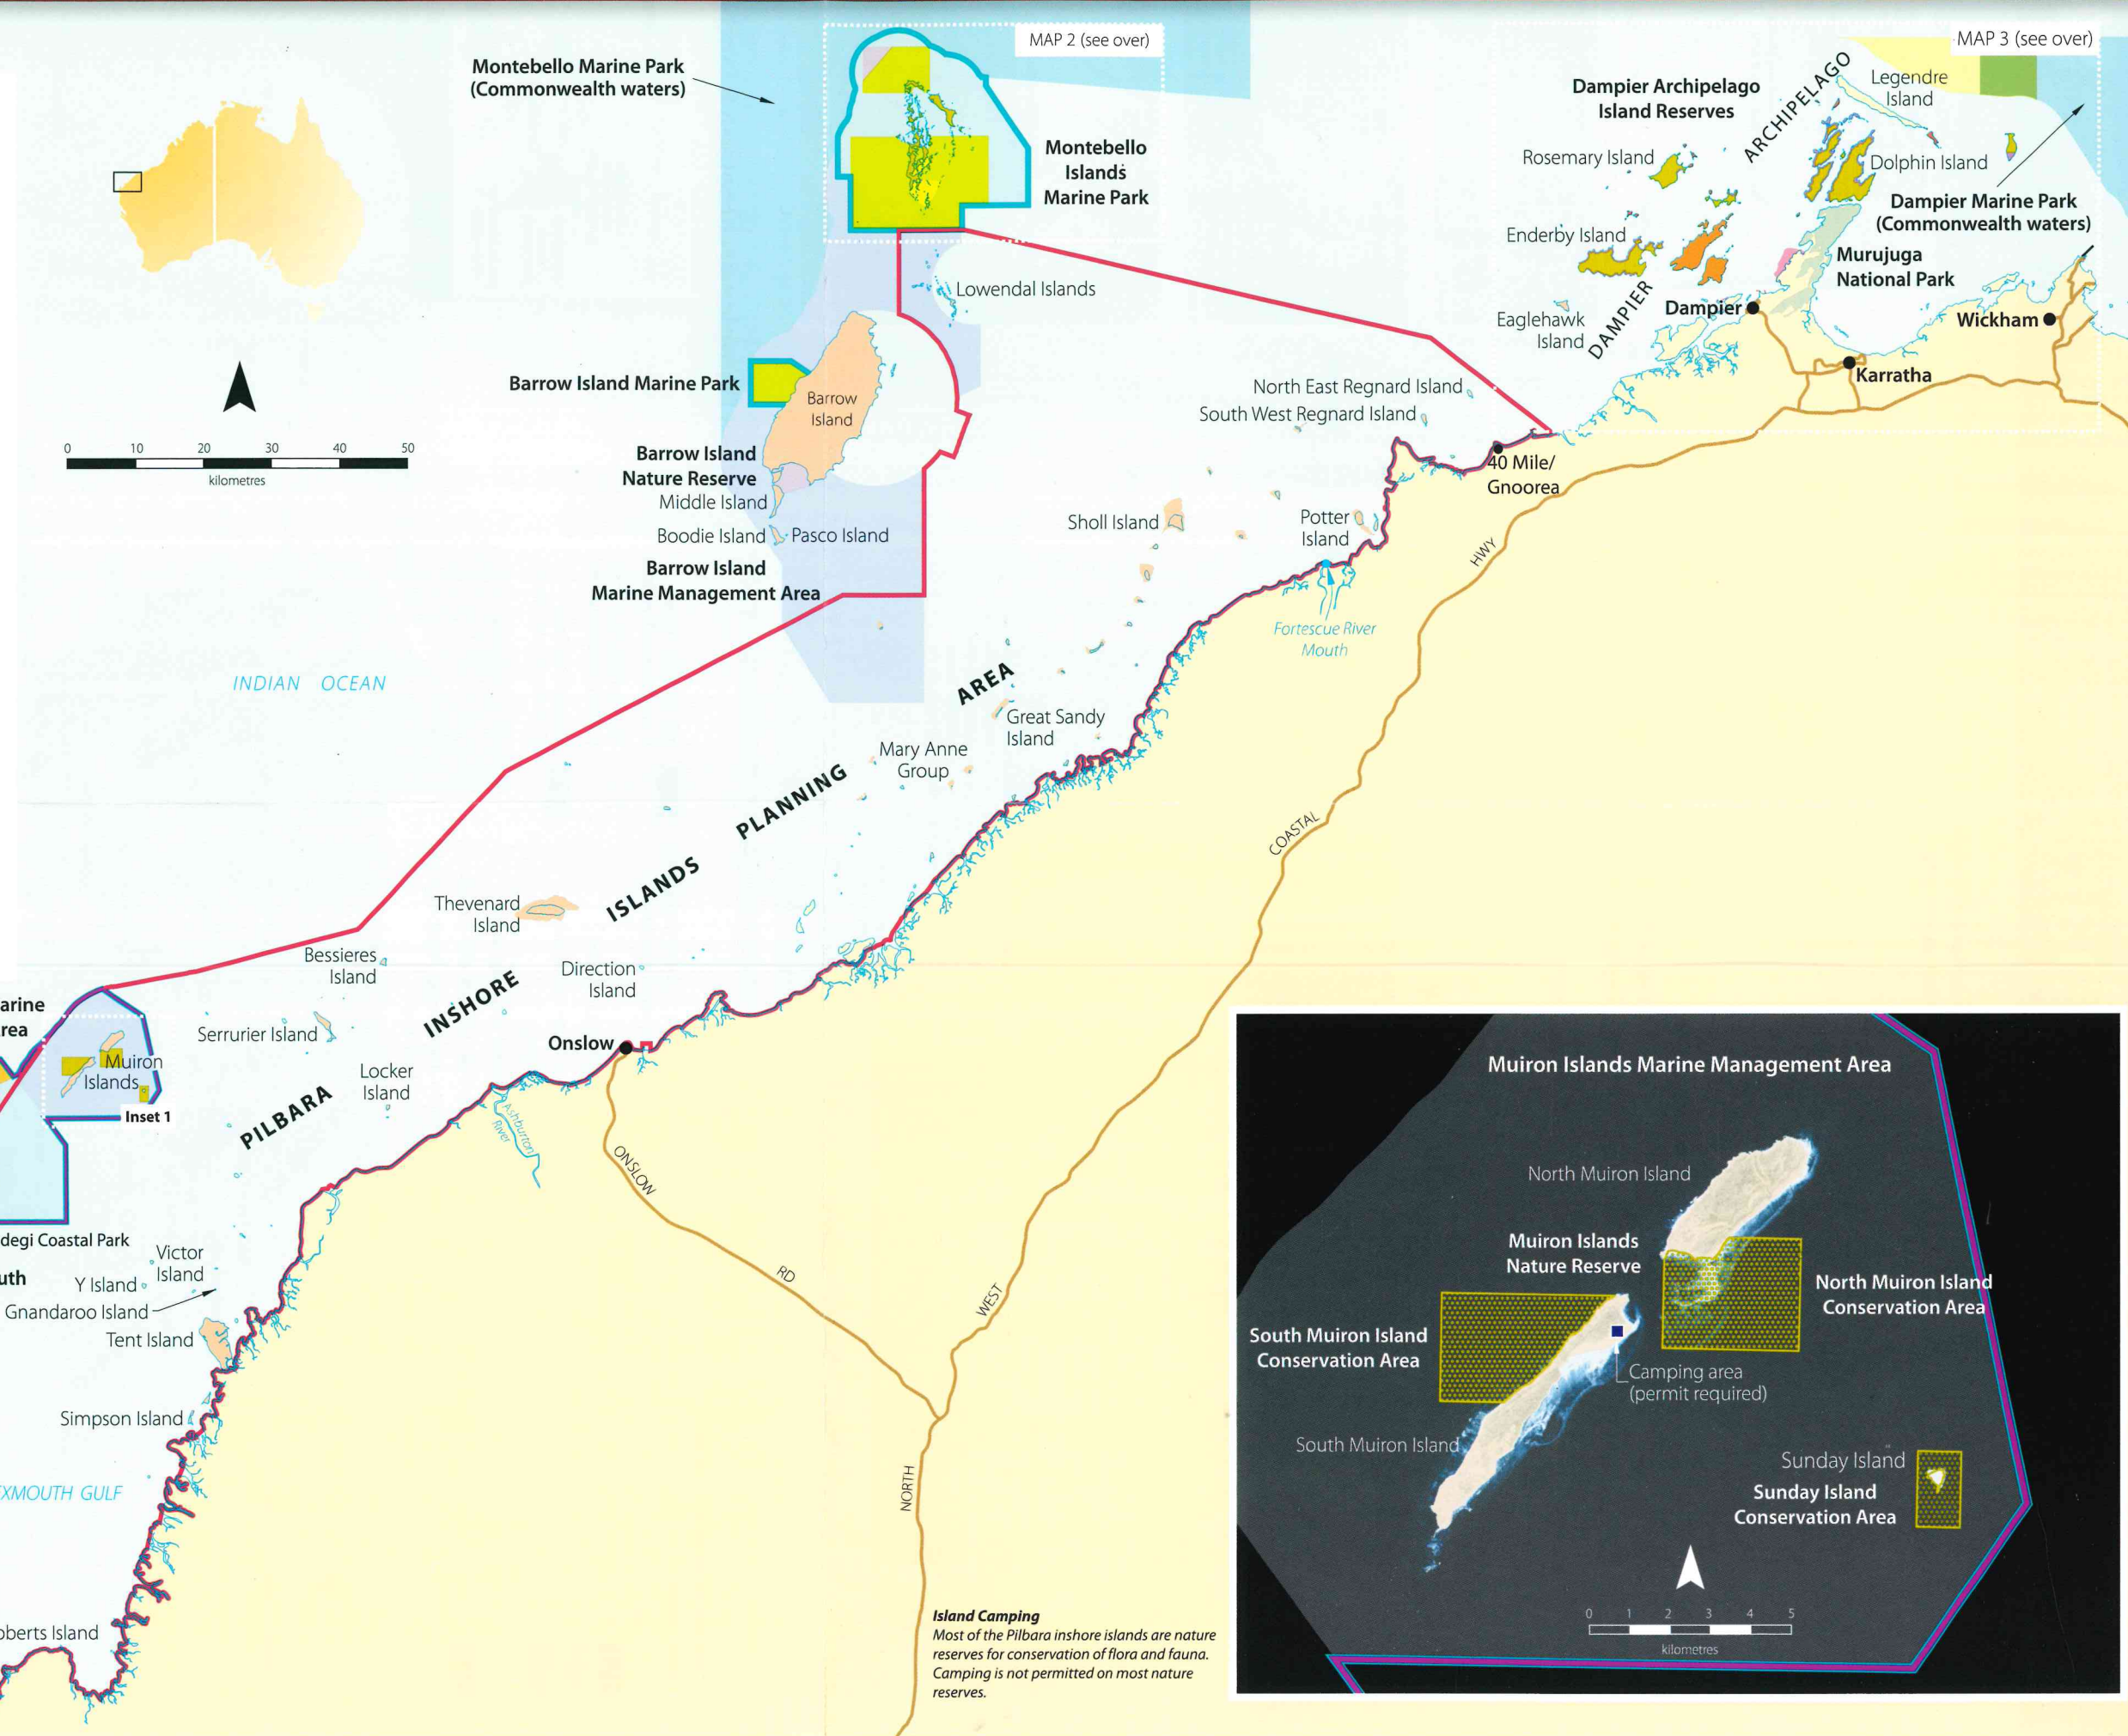 Montebello Marine Park
(Commonwealth waters)
MAP 2 (see over)
MAP 3 (see over)
Montebello
Islands
Marine Park
Dampier Archipelago
Island Reserves
ARCHIPELAGO
Legendre
Island
Rosemary Island
Dolphin Island
Dampier Marine Park
(Commonwealth waters)
Enderby Island
Murujuga
National Park
DAMPIER
Eaglehawk
Island
Dampier
Wickham
Karratha
Lowendal Islands
Barrow Island Marine Park
Barrow
Island
North East Regnard Island
South West Regnard Island
0 10 20 30 40 50
kilometres
Barrow Island
Nature Reserve
Middle Island
Boodie Island
Pasco Island
Barrow Island
Marine Management Area
40 Mile/
Gnoorea
Sholl Island
Potter
Island
HWY
Fortescue River
Mouth
INDIAN OCEAN
AREA
Great Sandy
Island
Mary Anne
Group
PLANNING
COASTAL
ISLANDS
Thevenard
Island
Bessieres
Island
Direction
Island
INSHORE
arine
rea
Serrurier Island
Onslow
Muiron
Islands
Locker
Island
Inset 1
PILBARA
Ashburton
River
ONSLOW
RD
WEST
NORTH
degi Coastal Park
uth
Victor
Island
Y Island
Gnandaroo Island
Tent Island
Simpson Island
XMOUTH GULF
oberts Island
Island Camping
Most of the Pilbara inshore islands are nature
reserves for conservation of flora and fauna.
Camping is not permitted on most nature
reserves.
Muiron Islands Marine Management Area
North Muiron Island
Muiron Islands
Nature Reserve
North Muiron Island
Conservation Area
South Muiron Island
Conservation Area
Camping area
(permit required)
South Muiron Island
Sunday Island
Sunday Island
Conservation Area
0 1 2 3 4 5
kilometres